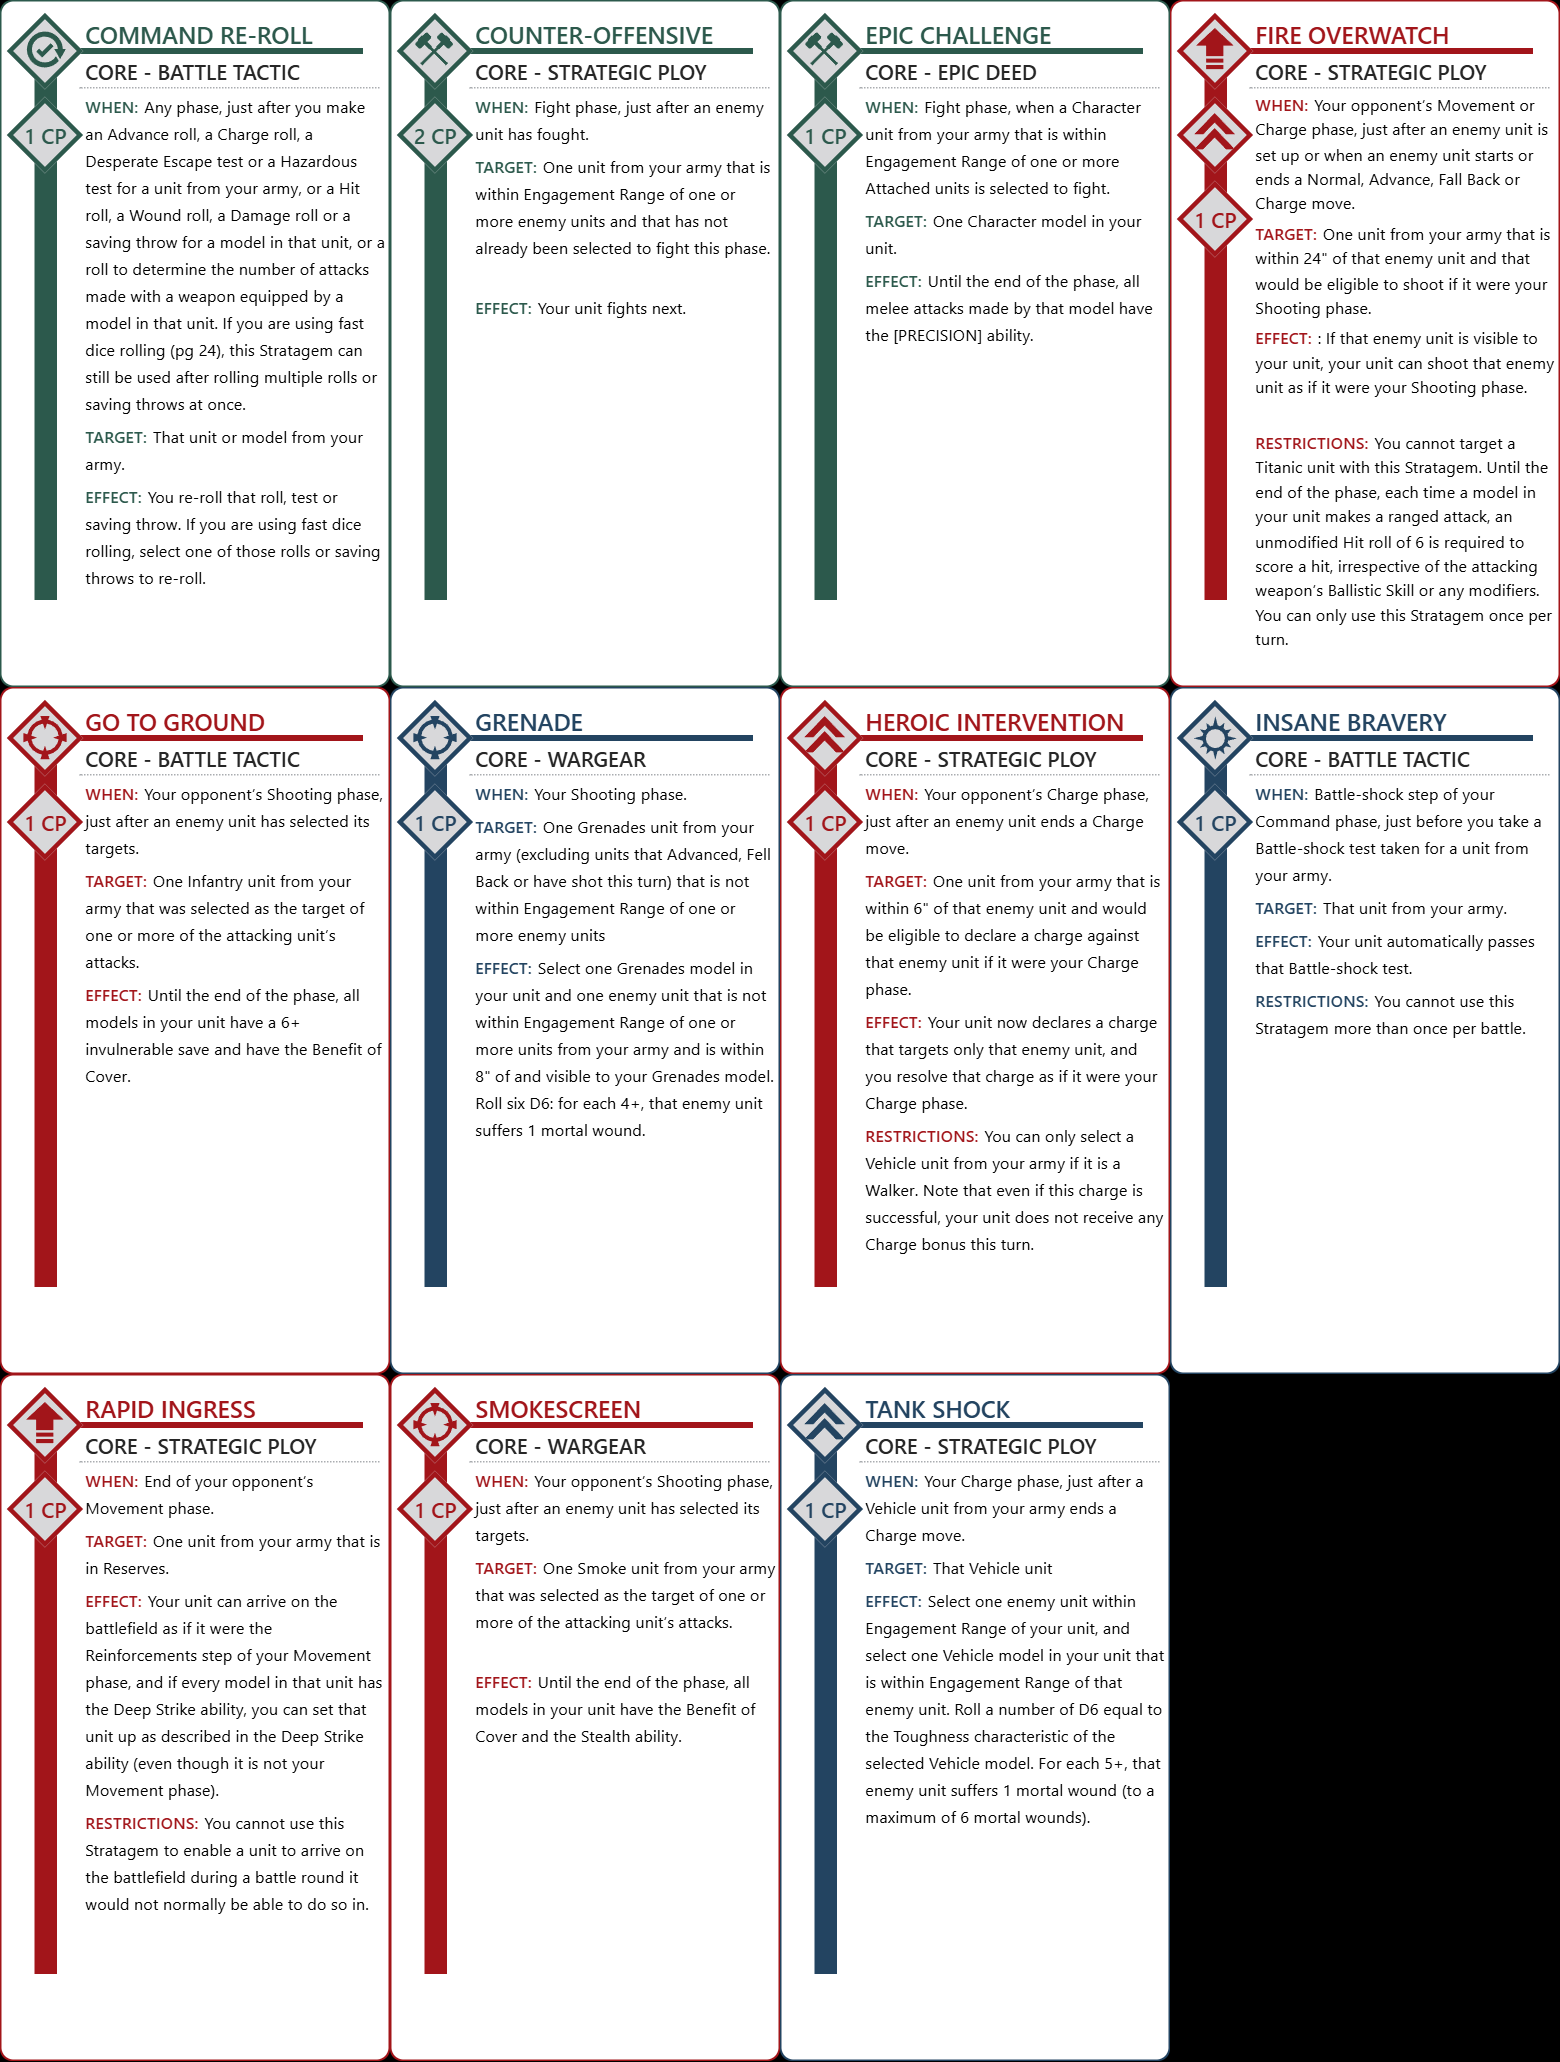 COMMAND RE-ROLL
CORE - BATTLE TACTIC
1 CP
WHEN: Any phase, just after you make
an Advance roll, a Charge roll, a
Desperate Escape test or a Hazardous
test for a unit from your army, or a Hit
roll, a Wound roll, a Damage roll or a
saving throw for a model in that unit, or a
roll to determine the number of attacks
made with a weapon equipped by a
model in that unit. If you are using fast
dice rolling (pg 24), this Stratagem can
still be used after rolling multiple rolls or
saving throws at once.
TARGET: That unit or model from your
army.
EFFECT: You re-roll that roll, test or
saving throw. If you are using fast dice
rolling, select one of those rolls or saving
throws to re-roll.
COUNTER-OFFENSIVE
CORE - STRATEGIC PLOY
2 CP
WHEN: Fight phase, just after an enemy
unit has fought.
TARGET: One unit from your army that is
within Engagement Range of one or
more enemy units and that has not
already been selected to fight this phase.
EFFECT: Your unit fights next.
EPIC CHALLENGE
CORE - EPIC DEED
1 CP
WHEN: Fight phase, when a Character
unit from your army that is within
Engagement Range of one or more
Attached units is selected to fight.
TARGET: One Character model in your
unit.
EFFECT: Until the end of the phase, all
melee attacks made by that model have
the [PRECISION] ability.
FIRE OVERWATCH
CORE - STRATEGIC PLOY
1 CP
WHEN: Your opponent's Movement or
Charge phase, just after an enemy unit is
set up or when an enemy unit starts or
ends a Normal, Advance, Fall Back or
Charge move.
TARGET: One unit from your army that is
within 24" of that enemy unit and that
would be eligible to shoot if it were your
Shooting phase.
EFFECT: : If that enemy unit is visible to
your unit, your unit can shoot that enemy
unit as if it were your Shooting phase.
RESTRICTIONS: You cannot target a
Titanic unit with this Stratagem. Until the
end of the phase, each time a model in
your unit makes a ranged attack, an
unmodified Hit roll of 6 is required to
score a hit, irrespective of the attacking
weapon's Ballistic Skill or any modifiers.
You can only use this Stratagem once per
turn.
GO TO GROUND
CORE - BATTLE TACTIC
1 CP
WHEN: Your opponent's Shooting phase,
just after an enemy unit has selected its
targets.
TARGET: One Infantry unit from your
army that was selected as the target of
one or more of the attacking unit's
attacks.
EFFECT: Until the end of the phase, all
models in your unit have a 6+
invulnerable save and have the Benefit of
Cover.
GRENADE
CORE - WARGEAR
1 CP
WHEN: Your Shooting phase.
TARGET: One Grenades unit from your
army (excluding units that Advanced, Fell
Back or have shot this turn) that is not
within Engagement Range of one or
more enemy units
EFFECT: Select one Grenades model in
your unit and one enemy unit that is not
within Engagement Range of one or
more units from your army and is within
8" of and visible to your Grenades model.
Roll six D6: for each 4+, that enemy unit
suffers 1 mortal wound.
HEROIC INTERVENTION
CORE - STRATEGIC PLOY
1 CP
WHEN: Your opponent's Charge phase,
just after an enemy unit ends a Charge
move.
TARGET: One unit from your army that is
within 6" of that enemy unit and would
be eligible to declare a charge against
that enemy unit if it were your Charge
phase.
EFFECT: Your unit now declares a charge
that targets only that enemy unit, and
you resolve that charge as if it were your
Charge phase.
RESTRICTIONS: You can only select a
Vehicle unit from your army if it is a
Walker. Note that even if this charge is
successful, your unit does not receive any
Charge bonus this turn.
INSANE BRAVERY
CORE - BATTLE TACTIC
1 CP
WHEN: Battle-shock step of your
Command phase, just before you take a
Battle-shock test taken for a unit from
your army.
TARGET: That unit from your army.
EFFECT: Your unit automatically passes
that Battle-shock test.
RESTRICTIONS: You cannot use this
Stratagem more than once per battle.
RAPID INGRESS
CORE - STRATEGIC PLOY
1 CP
WHEN: End of your opponent's
Movement phase.
TARGET: One unit from your army that is
in Reserves.
EFFECT: Your unit can arrive on the
battlefield as if it were the
Reinforcements step of your Movement
phase, and if every model in that unit has
the Deep Strike ability, you can set that
unit up as described in the Deep Strike
ability (even though it is not your
Movement phase).
RESTRICTIONS: You cannot use this
Stratagem to enable a unit to arrive on
the battlefield during a battle round it
would not normally be able to do so in.
SMOKESCREEN
CORE - WARGEAR
1 CP
WHEN: Your opponent's Shooting phase,
just after an enemy unit has selected its
targets.
TARGET: One Smoke unit from your army
that was selected as the target of one or
more of the attacking unit's attacks.
EFFECT: Until the end of the phase, all
models in your unit have the Benefit of
Cover and the Stealth ability.
TANK SHOCK
CORE - STRATEGIC PLOY
1 CP
WHEN: Your Charge phase, just after a
Vehicle unit from your army ends a
Charge move.
TARGET: That Vehicle unit
EFFECT: Select one enemy unit within
Engagement Range of your unit, and
select one Vehicle model in your unit that
is within Engagement Range of that
enemy unit. Roll a number of D6 equal to
the Toughness characteristic of the
selected Vehicle model. For each 5+, that
enemy unit suffers 1 mortal wound (to a
maximum of 6 mortal wounds).